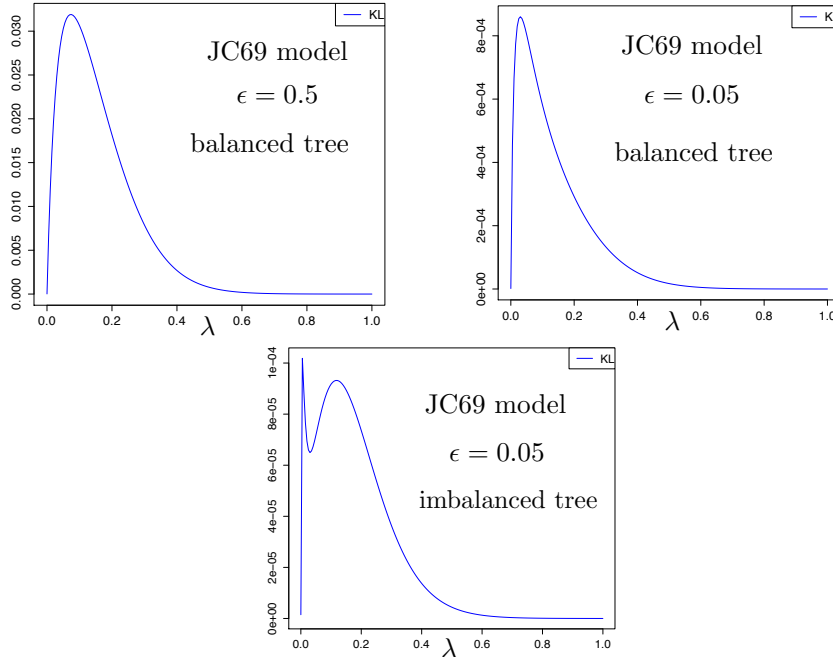 KL
JC69 model
ϵ = 0.5
balanced tree
0.000 0.005 0.010 0.015 0.020 0.025 0.030
0.0 0.2 0.4 0.6 0.8 1.0
λ
KL
JC69 model
ϵ = 0.05
balanced tree
0e+00 2e-04 4e-04 6e-04 8e-04
0.0 0.2 0.4 0.6 0.8 1.0
λ
KL
JC69 model
ϵ = 0.05
imbalanced tree
0e+00 2e-05 4e-05 6e-05 8e-05 1e-04
0.0 0.2 0.4 0.6 0.8 1.0
λ